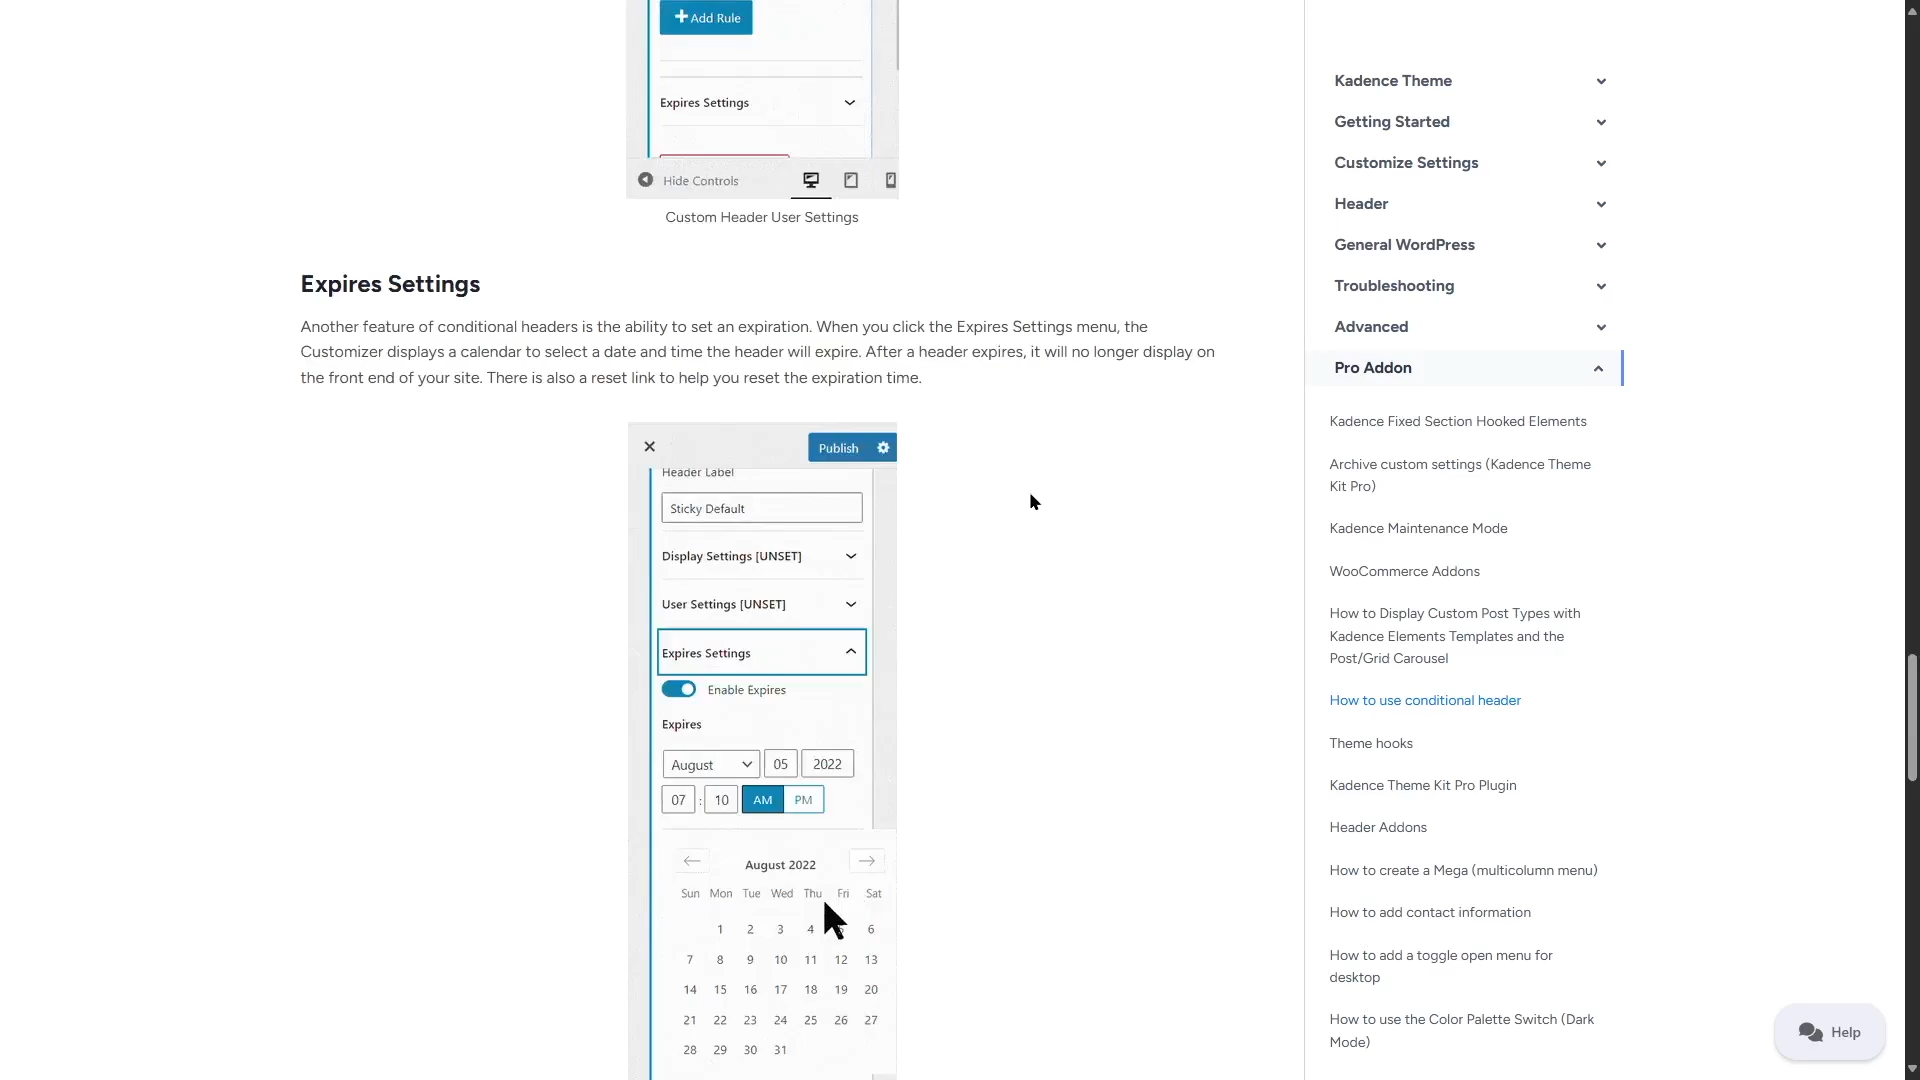 Add Rule
Expires Settings
Hide Controls
Custom Header User Settings
Expires Settings
Another feature of conditional headers is the ability to set an expiration. When you click the Expires Settings menu, the
Customizer displays a calendar to select a date and time the header will expire. After a header expires, it will no longer display on
the front end of your site. There is also a reset link to help you reset the expiration time.
Publish
Header Label
Sticky Default
Display Settings [UNSET]
User Settings [UNSET]
Expires Settings
Enable Expires
Expires
August 05 2022
07 : 10 AM PM
August 2022
Sun Mon Tue Wed Thu Fri Sat
1 2 3 4 6
7 8 9 10 11 12 13
14 15 16 17 18 19 20
21 22 23 24 25 26 27
28 29 30 31
Kadence Theme
Getting Started
Customize Settings
Header
General WordPress
Troubleshooting
Advanced
Pro Addon
Kadence Fixed Section Hooked Elements
Archive custom settings (Kadence Theme
Kit Pro)
Kadence Maintenance Mode
WooCommerce Addons
How to Display Custom Post Types with
Kadence Elements Templates and the
Post/Grid Carousel
How to use conditional header
Theme hooks
Kadence Theme Kit Pro Plugin
Header Addons
How to create a Mega (multicolumn menu)
How to add contact information
How to add a toggle open menu for
desktop
How to use the Color Palette Switch (Dark
Mode)
Help